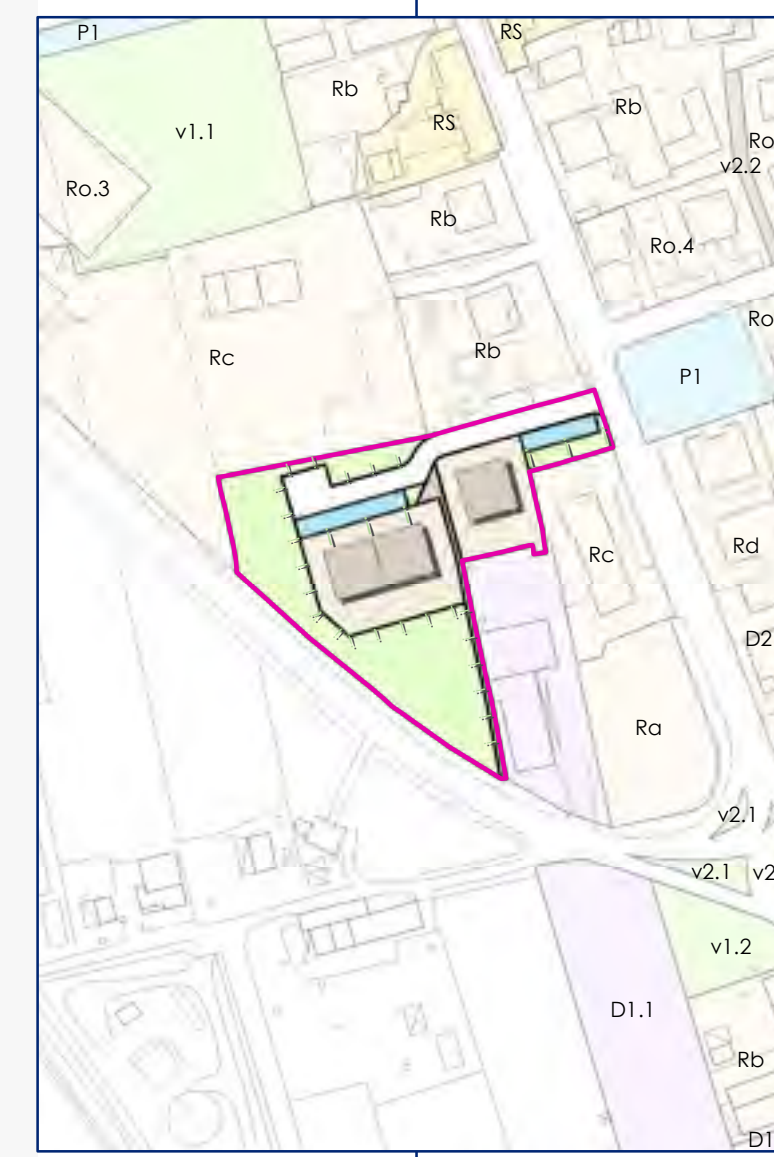 P1
RS
Rb
v1.1
RS
Rb
Ro
v2.2
Ro.3
Rb
Ro.4
Ro
Rc
Rb
P1
Rc
Rd
D2
Ra
v2.1
v2.1
v2
v1.2
D1.1
Rb
D1